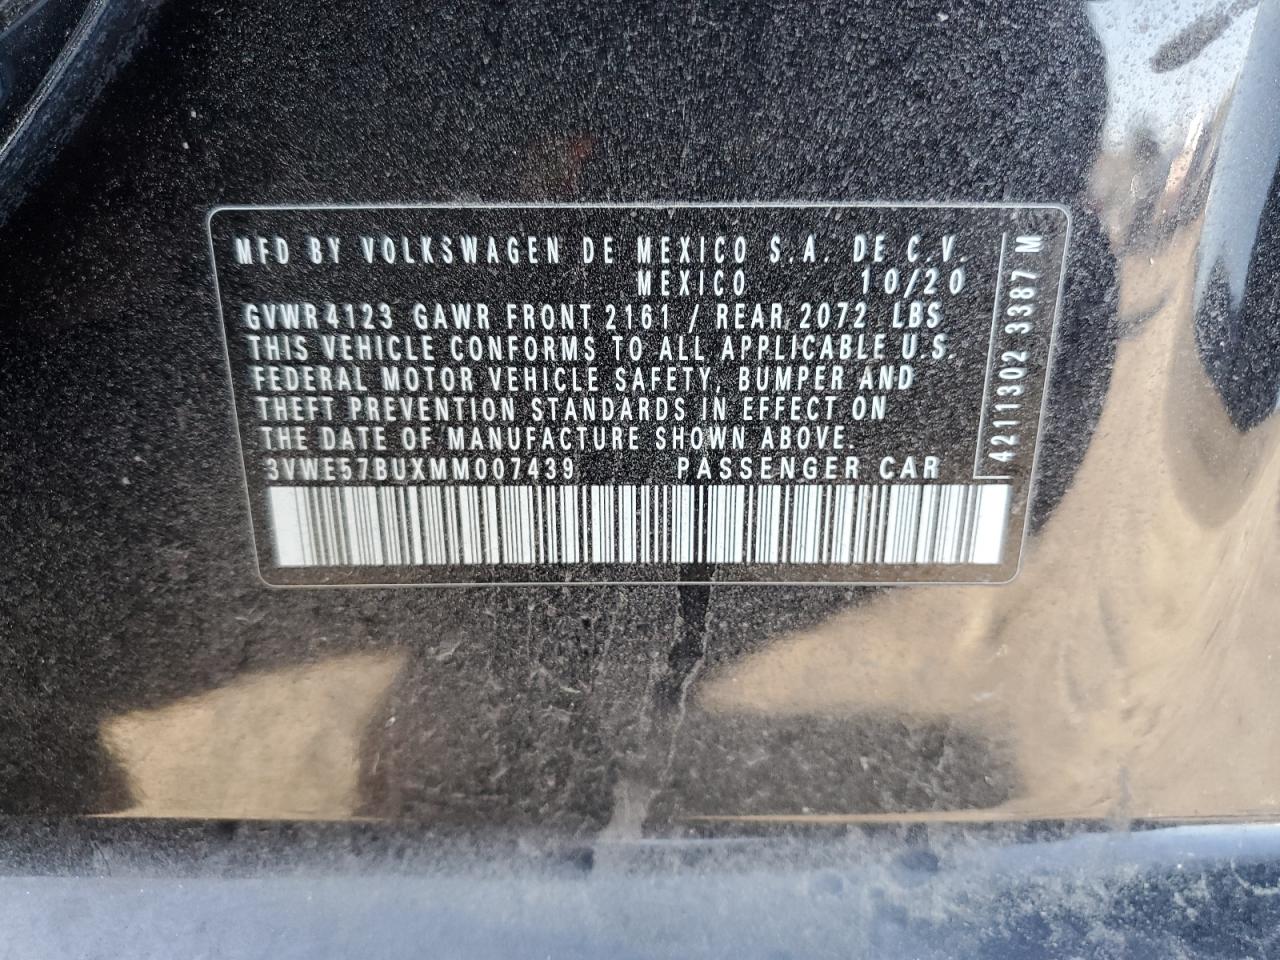 MFD BY VOLKSWAGEN DE MEXICO S.A. DE C.V.
MEXICO 10/20
GVWR 4123 GAWR FRONT 2161 / REAR 2072 LBS
THIS VEHICLE CONFORMS TO ALL APPLICABLE U.S.
FEDERAL MOTOR VEHICLE SAFETY, BUMPER AND
THEFT PREVENTION STANDARDS IN EFFECT ON
THE DATE OF MANUFACTURE SHOWN ABOVE.
3VWE57BUXMM007439 PASSENGER CAR
4211302 3387 M